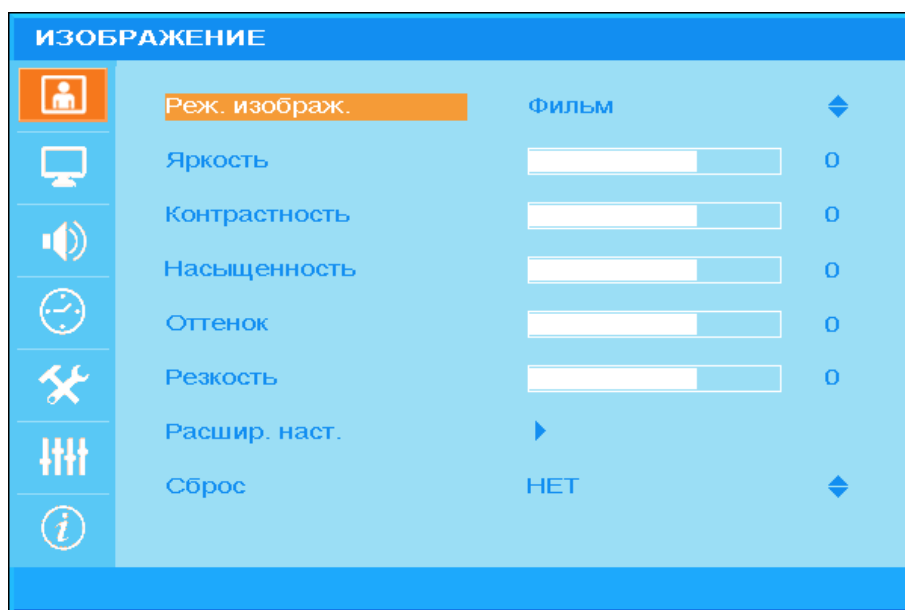 ИЗОБРАЖЕНИЕ
Реж. изображ. Фильм
Яркость 0
Контрастность 0
Насыщенность 0
Оттенок 0
Резкость 0
Расшир. наст.
Сброс НЕТ